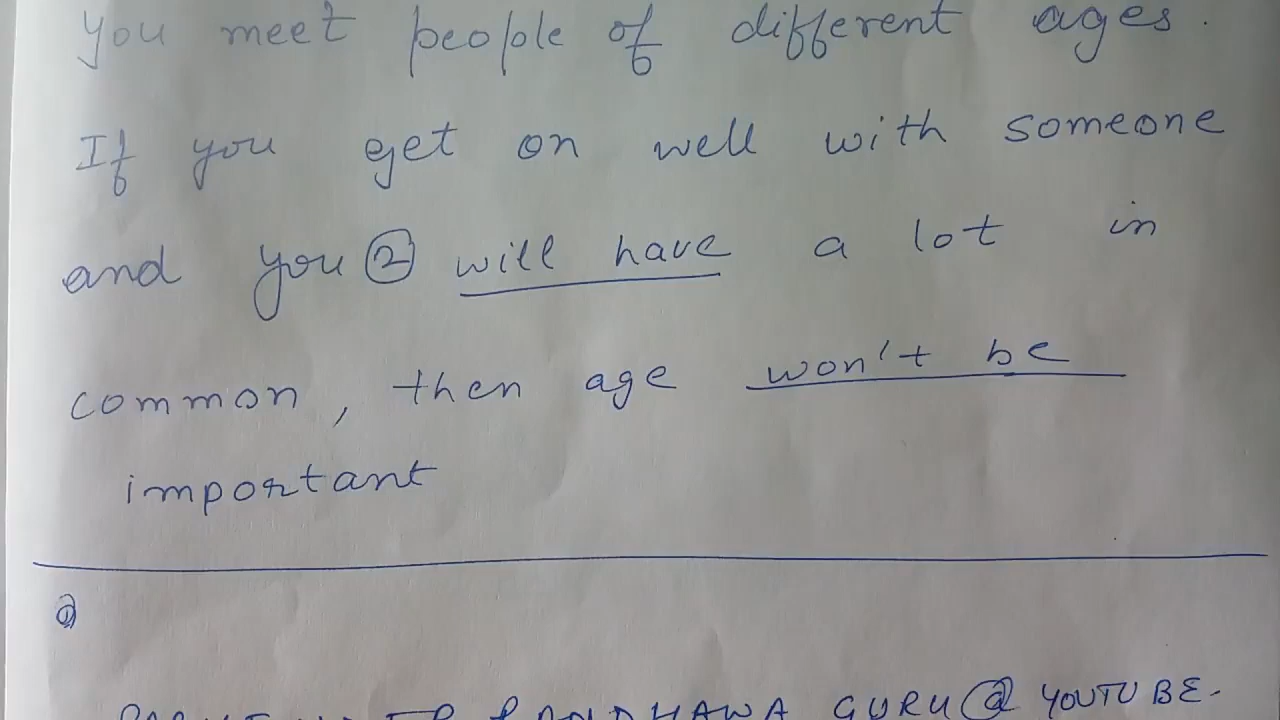 you meet people of different ages.
If you get on well with someone
and you ② will have a lot in
common, then age won't be
important
@
RANDHAWA GURU @ YOUTUBE.